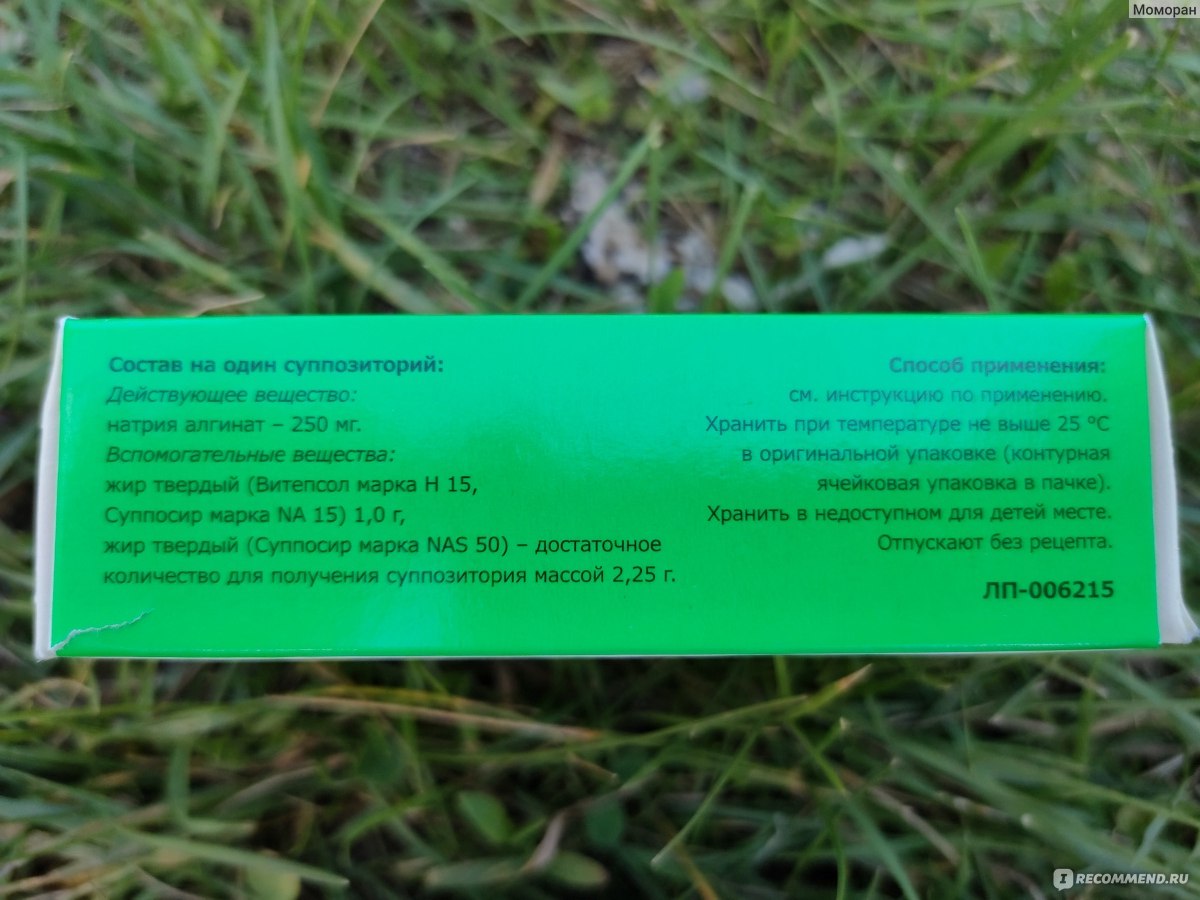 Моморан
Состав на один суппозиторий:
Действующее вещество:
натрия алгинат – 250 мг.
Вспомогательные вещества:
жир твердый (Витепсол марка Н 15,
Суппосир марка NA 15) 1,0 г,
жир твердый (Суппосир марка NAS 50) – достаточное
количество для получения суппозитория массой 2,25 г.
Способ применения:
см. инструкцию по применению.
Хранить при температуре не выше 25 °С
в оригинальной упаковке (контурная
ячейковая упаковка в пачке).
Хранить в недоступном для детей месте.
Отпускают без рецепта.
ЛП-006215
IRECOMMEND.RU